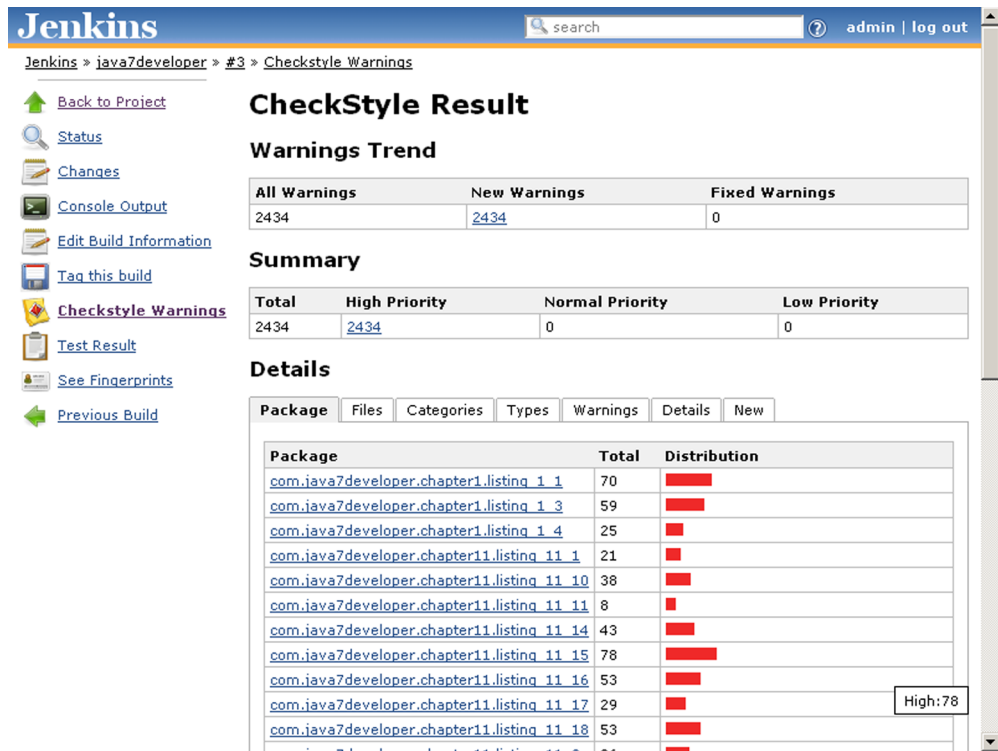 Jenkins
search
admin | log out
Jenkins » java7developer » #3 » Checkstyle Warnings
Back to Project
Status
Changes
Console Output
Edit Build Information
Tag this build
Checkstyle Warnings
Test Result
See Fingerprints
Previous Build
CheckStyle Result
Warnings Trend
All Warnings New Warnings Fixed Warnings
2434 2434 0
Summary
Total High Priority Normal Priority Low Priority
2434 2434 0 0
Details
Package Files Categories Types Warnings Details New
Package Total Distribution
com.java7developer.chapter1.listing_1_1 70
com.java7developer.chapter1.listing_1_3 59
com.java7developer.chapter1.listing_1_4 25
com.java7developer.chapter11.listing_11_1 21
com.java7developer.chapter11.listing_11_10 38
com.java7developer.chapter11.listing_11_11 8
com.java7developer.chapter11.listing_11_14 43
com.java7developer.chapter11.listing_11_15 78
com.java7developer.chapter11.listing_11_16 53
com.java7developer.chapter11.listing_11_17 29
High:78
com.java7developer.chapter11.listing_11_18 53